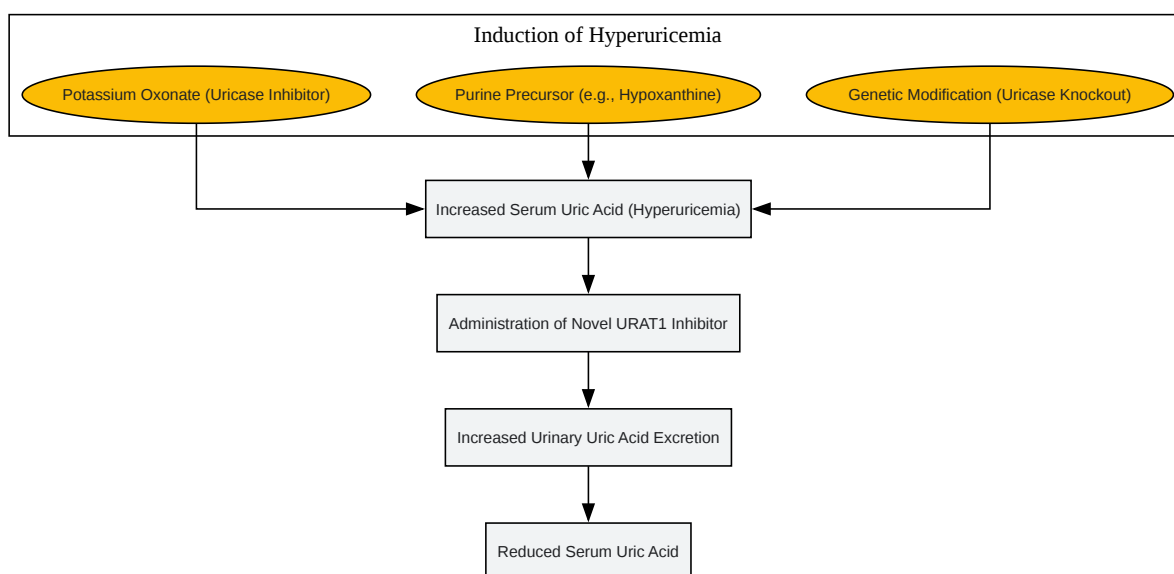 Induction of Hyperuricemia
Potassium Oxonate (Uricase Inhibitor)
Purine Precursor (e.g., Hypoxanthine)
Genetic Modification (Uricase Knockout)
Increased Serum Uric Acid (Hyperuricemia)
Administration of Novel URAT1 Inhibitor
Increased Urinary Uric Acid Excretion
Reduced Serum Uric Acid